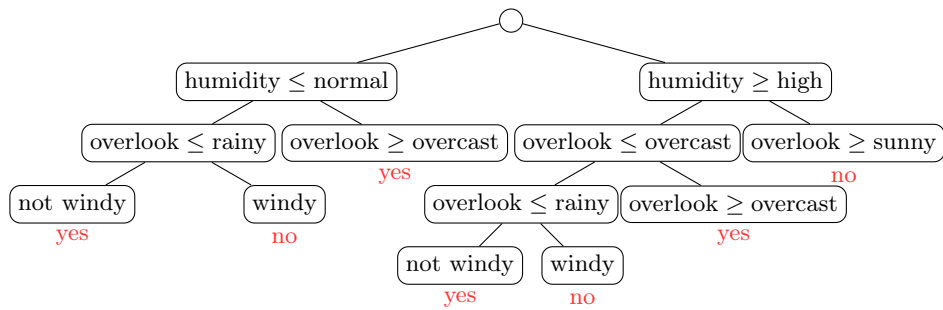 humidity ≤ normal
humidity ≥ high
overlook ≤ rainy
overlook ≥ overcast
overlook ≤ overcast
overlook ≥ sunny
yes
no
not windy
windy
overlook ≤ rainy
overlook ≥ overcast
yes
no
yes
not windy
windy
yes
no